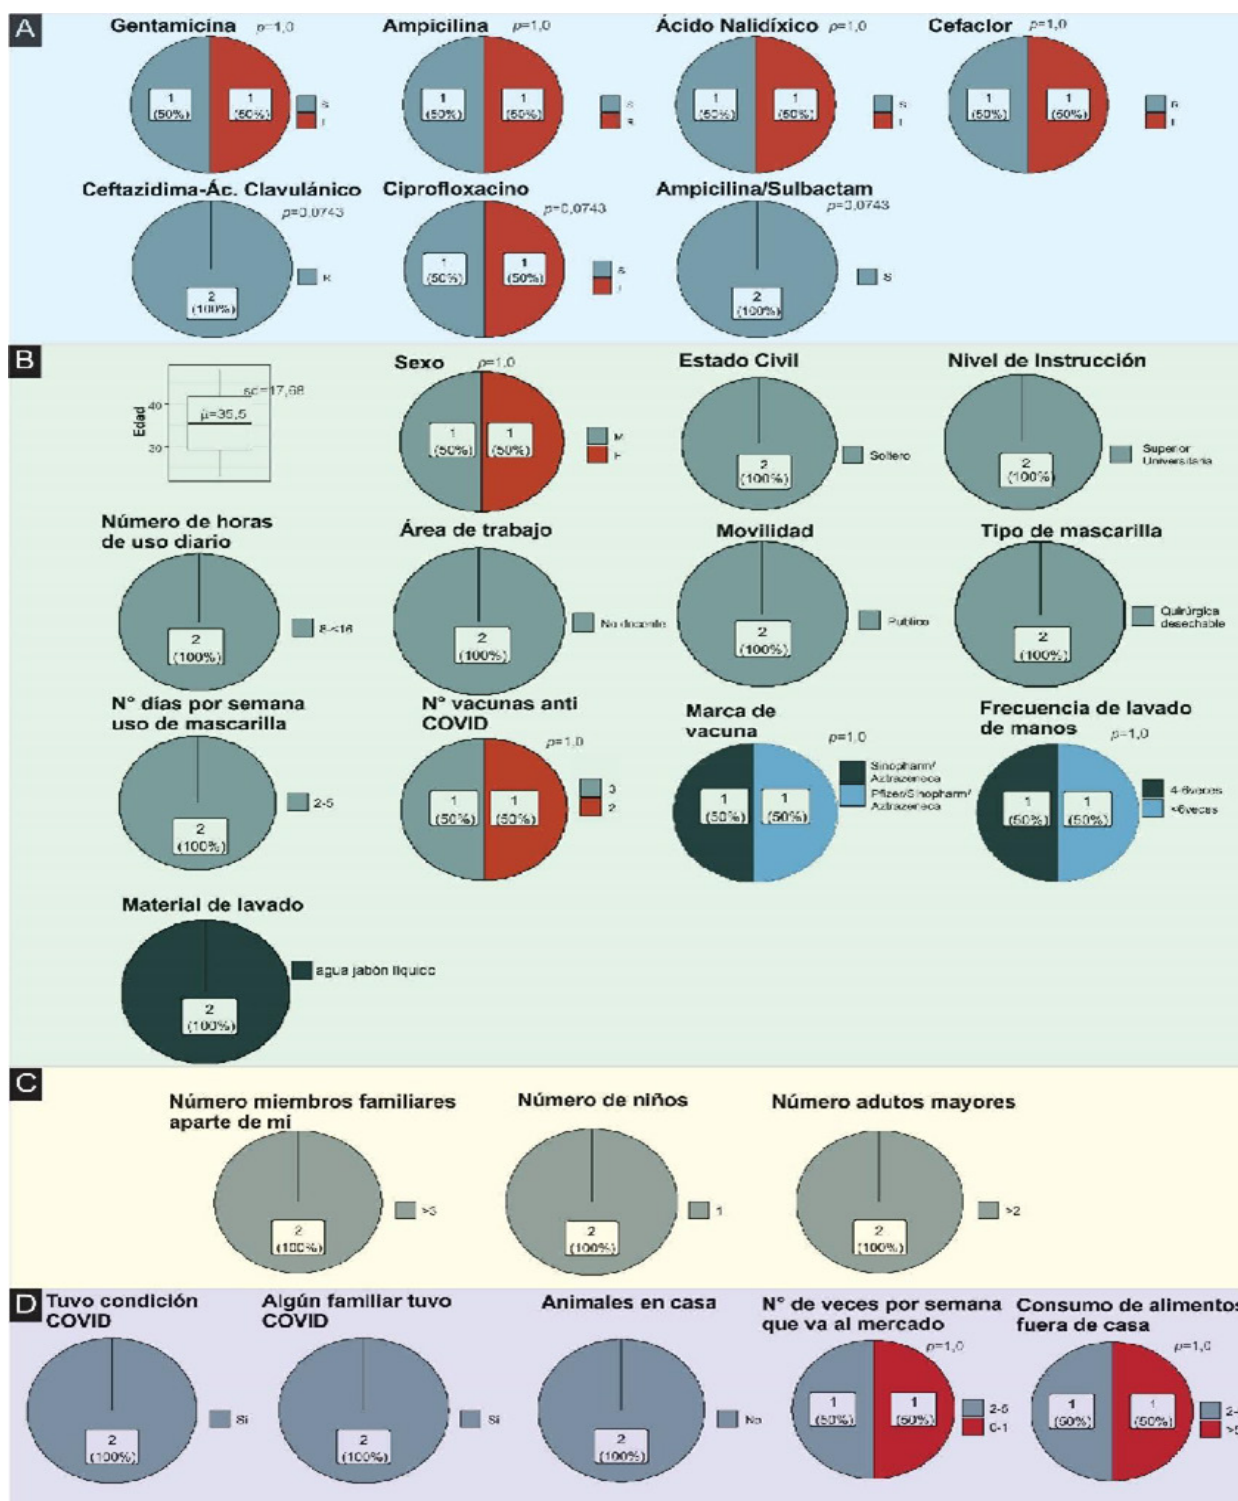 A
Gentamicina p=1,0
Ampicilina p=1,0
Ácido Nalidíxico p=1,0
Cefaclor p=1,0
1 (50%) 1 (50%) S
1 (50%) 1 (50%) S R
1 (50%) 1 (50%) S
1 (50%) 1 (50%)
Ceftazidima-Ác. Clavulánico
p=0,0743
Ciprofloxacino
p=0,0743
Ampicilina/Sulbactam
p=0,0743
2 (100%) R
1 (50%) 1 (50%) S
2 (100%) S
B
Edad
40
20
sd=17,68
μ=35,5
Sexo p=1,0
1 (50%) 1 (50%) M F
Estado Civil
2 (100%) Soltero
Nivel de Instrucción
2 (100%) Superior
Universitaria
Número de horas
de uso diario
2 (100%) 8-<16
Área de trabajo
2 (100%) No docente
Movilidad
2 (100%) Publico
Tipo de mascarilla
2 (100%) Quirúrgica
desechable
N° días por semana
uso de mascarilla
2 (100%) 2-5
N° vacunas anti
COVID
p=1,0
1 (50%) 1 (50%) 3 2
Marca de
vacuna
p=1,0
1 (50%) 1 (50%)
Sinopharm/
Aztrazeneca
Pfizer/Sinopharm/
Aztrazeneca
Frecuencia de lavado
de manos
p=1,0
1 (50%) 1 (50%)
4-6veces
<6veces
Material de lavado
2 (100%) agua jabón líquico
C
Número miembros familiares
aparte de mi
2 (100%) >3
Número de niños
2 (100%) 1
Número adutos mayores
2 (100%) >2
D
Tuvo condición
COVID
2 (100%) Sí
Algún familiar tuvo
COVID
2 (100%) Sí
Animales en casa
2 (100%) No
N° de veces por semana
que va al mercado
p=1,0
1 (50%) 1 (50%) 2-5
0-1
Consumo de alimentos
fuera de casa
p=1,0
1 (50%) 1 (50%)